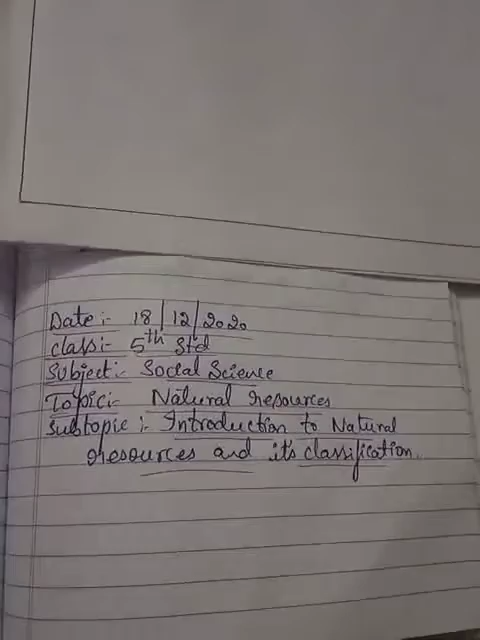 Date :- 18/12/2020
class:- 5th Std
Subject:- Social Science
Topic:- Natural resources
Subtopic :- Introduction to Natural
resources and its classification.